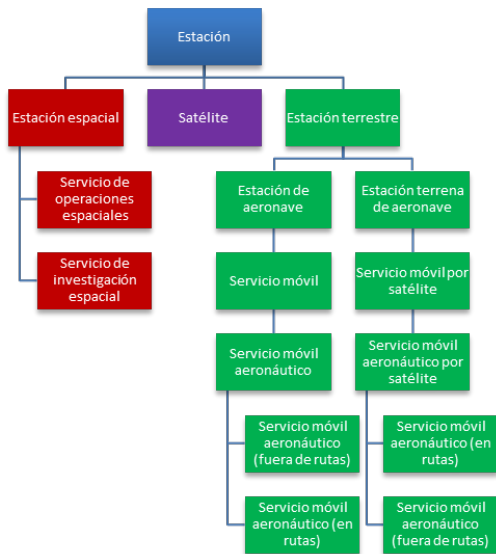 Estación
Estación espacial
Satélite
Estación terrestre
Servicio de
operaciones
espaciales
Servicio de
investigación
espacial
Estación de
aeronave
Estación terrena
de aeronave
Servicio móvil
Servicio móvil por
satélite
Servicio móvil
aeronáutico
Servicio móvil
aeronáutico por
satélite
Servicio móvil
aeronáutico
(fuera de rutas)
Servicio móvil
aeronáutico (en
rutas)
Servicio móvil
aeronáutico (en
rutas)
Servicio móvil
aeronáutico
(fuera de rutas)